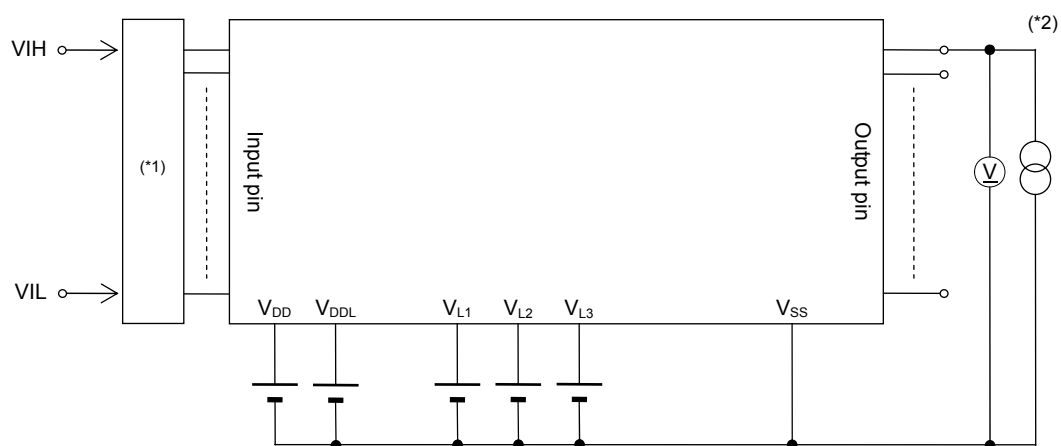 (*2)
VIH
(*1)
Input pin
Output pin
V
VIL
VDD
VDDL
VL1
VL2
VL3
VSS